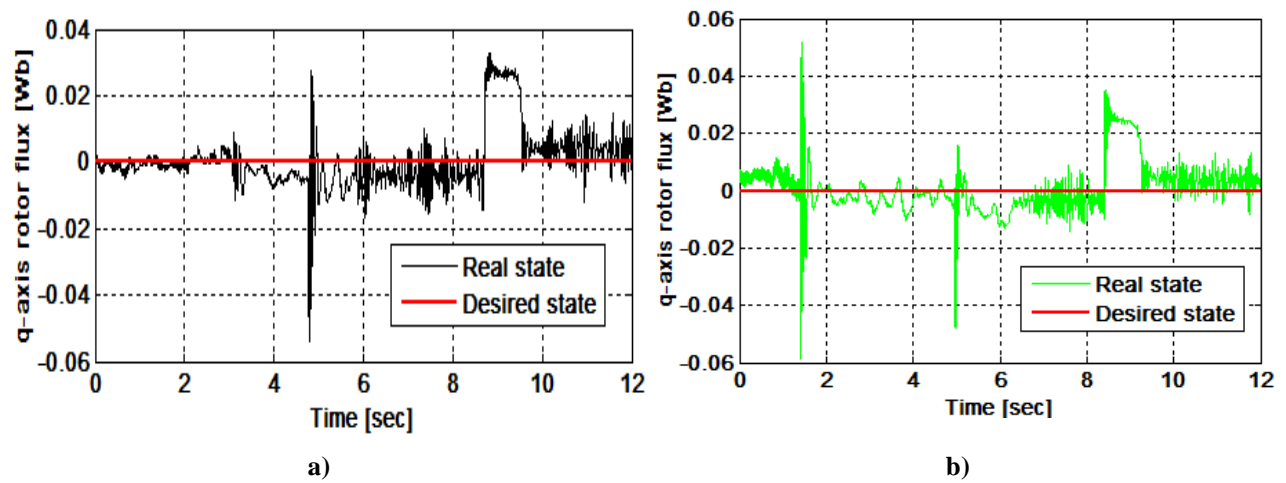 q-axis rotor flux [Wb]
0.04
0.02
0
-0.02
-0.04
-0.06
0 2 4 6 8 10 12
Time [sec]
Real state
Desired state
a)
q-axis rotor flux [Wb]
0.06
0.04
0.02
0
-0.02
-0.04
-0.06
0 2 4 6 8 10 12
Time [sec]
Real state
Desired state
b)